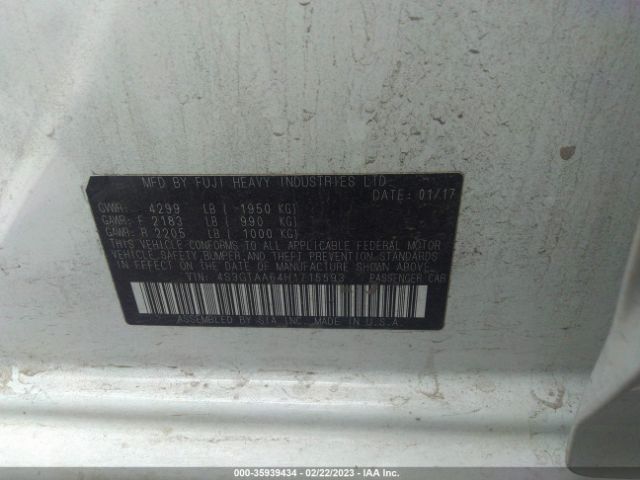 MFD BY FUJI HEAVY INDUSTRIES LTD.
DATE: 01/17
GVWR: 4299 LB ( 1950 KG)
GAWR: F 2183 LB ( 990 KG)
GAWR: R 2205 LB ( 1000 KG)
THIS VEHICLE CONFORMS TO ALL APPLICABLE FEDERAL MOTOR
VEHICLE SAFETY, BUMPER, AND THEFT PREVENTION
STANDARDS IN EFFECT ON THE DATE OF MANUFACTURE SHOWN ABOVE.
VIN: 4S3GTAA64H1715593 PASSENGER CAR
ASSEMBLED BY SIA INC. MADE IN U.S.A.
000-35939434 - 02/22/2023 - IAA Inc.